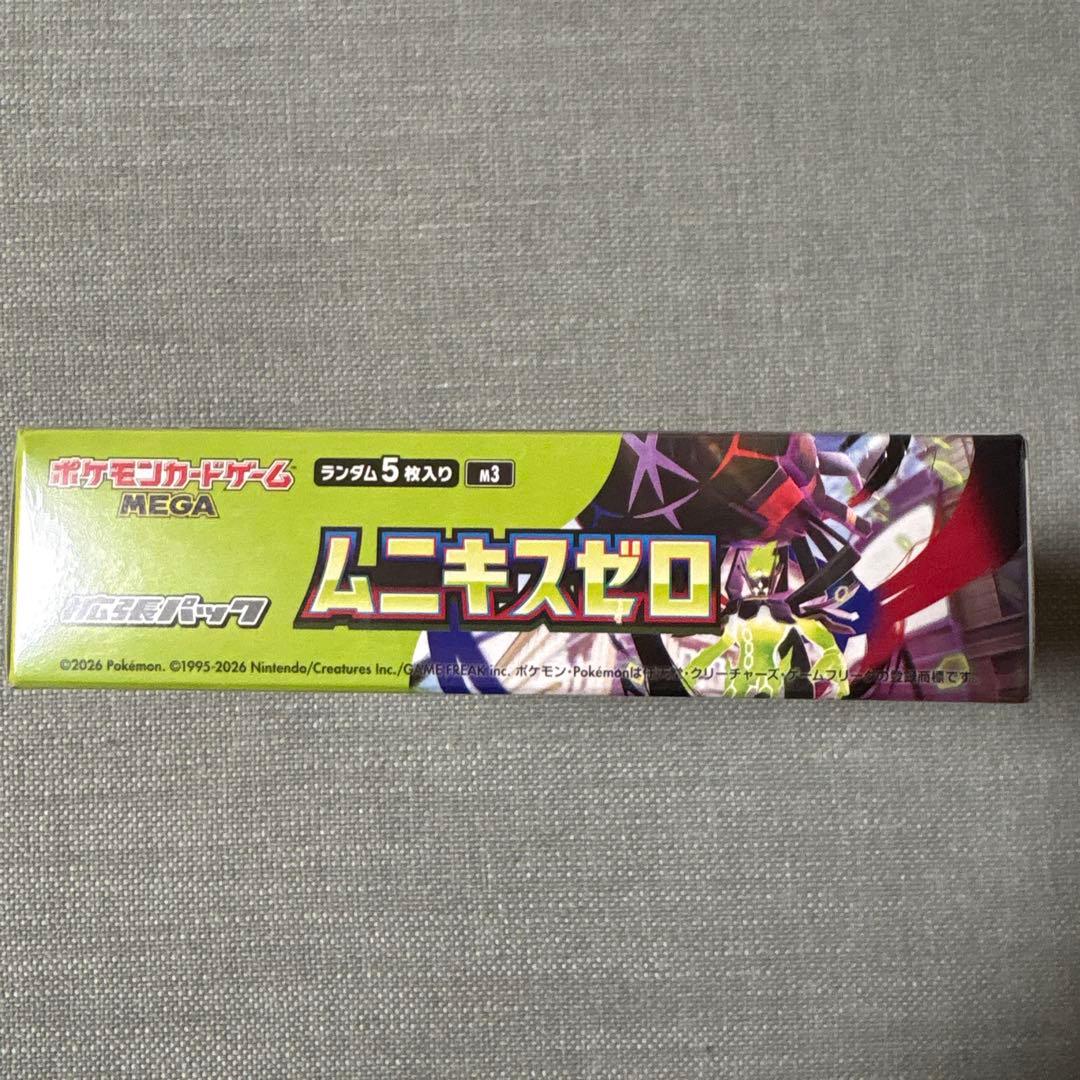 ポケモンカードゲーム
MEGA
ランダム5枚入り M3
ムニキスゼロ
拡張パック
©2026 Pokémon. ©1995-2026 Nintendo/Creatures Inc./GAME FREAK inc. ポケモン・Pokémonは任天堂・クリーチャーズ・ゲームフリークの登録商標です。